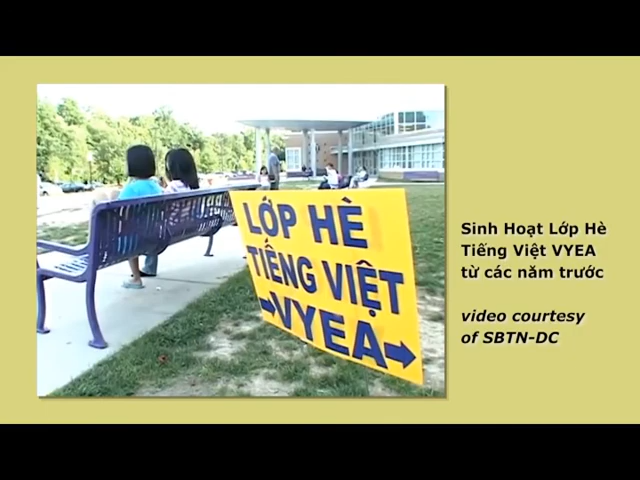 LỚP HÈ
TIẾNG VIỆT
→VYEA→
Sinh Hoạt Lớp Hè
Tiếng Việt VYEA
từ các năm trước
video courtesy
of SBTN-DC